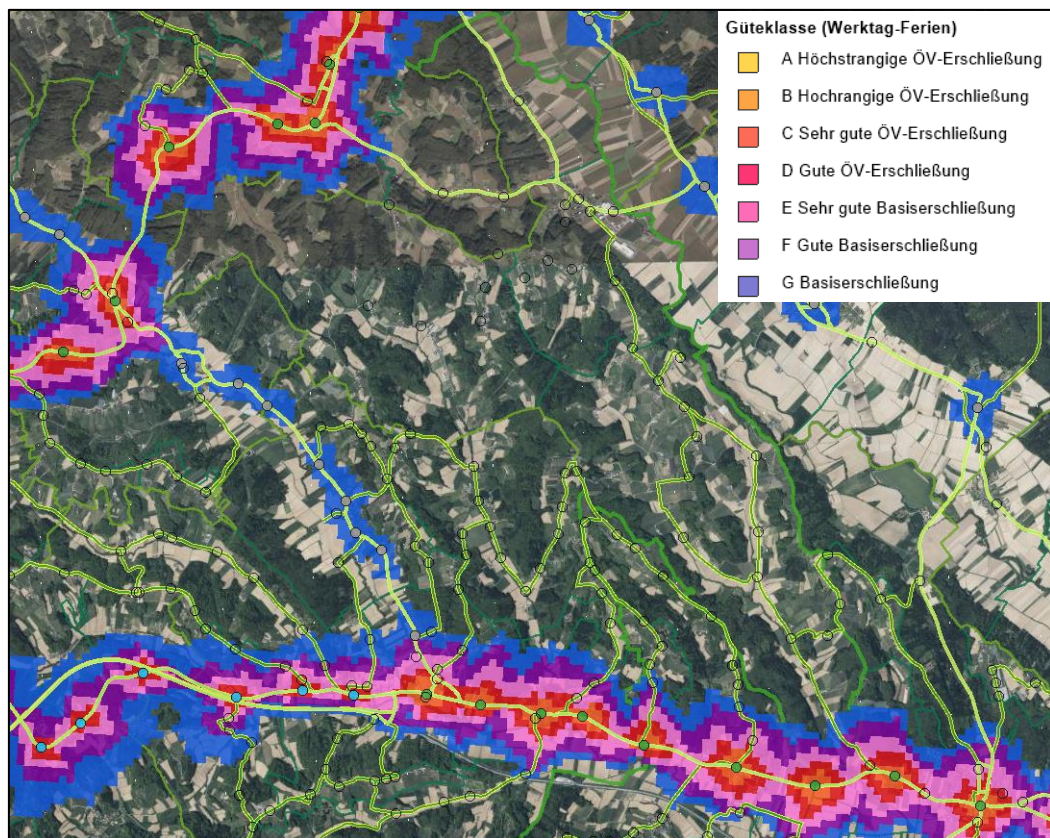 Güteklasse (Werktag-Ferien)
A Höchstrangige ÖV-Erschließung
B Hochrangige ÖV-Erschließung
C Sehr gute ÖV-Erschließung
D Gute ÖV-Erschließung
E Sehr gute Basiserschließung
F Gute Basiserschließung
G Basiserschließung